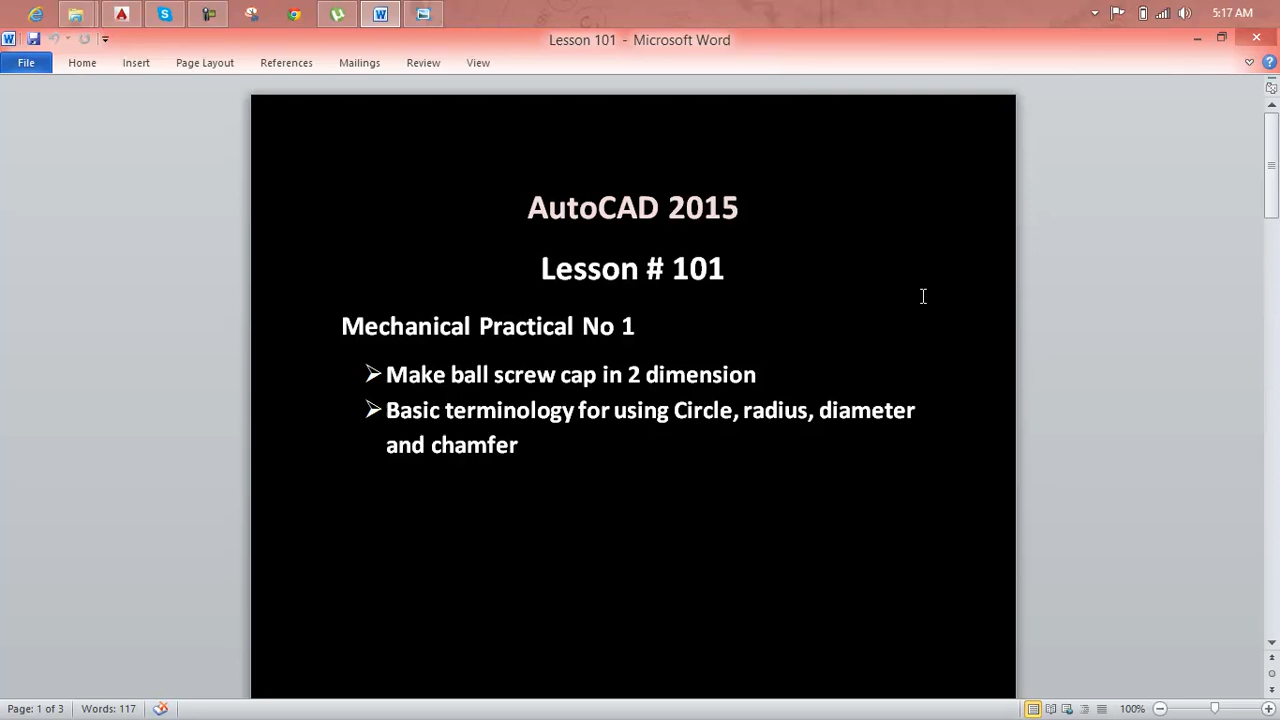 5:17 AM
Lesson 101 - Microsoft Word
File Home Insert Page Layout References Mailings Review View
AutoCAD 2015
Lesson # 101
Mechanical Practical No 1
Make ball screw cap in 2 dimension
Basic terminology for using Circle, radius, diameter
and chamfer
Page: 1 of 3 Words: 117 100%